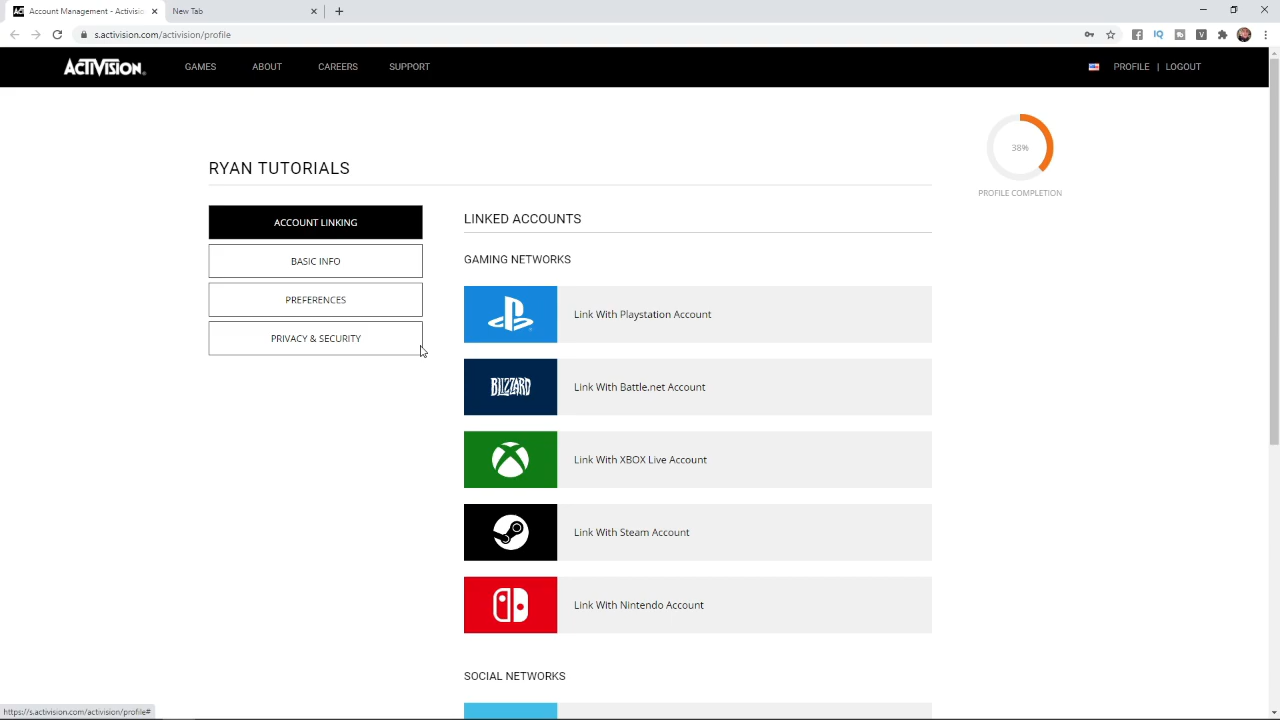 Account Management - Activisio
New Tab
s.activision.com/activision/profile
ACTIVISION
GAMES
ABOUT
CAREERS
SUPPORT
PROFILE | LOGOUT
38%
PROFILE COMPLETION
RYAN TUTORIALS
ACCOUNT LINKING
BASIC INFO
PREFERENCES
PRIVACY & SECURITY
LINKED ACCOUNTS
GAMING NETWORKS
Link With Playstation Account
BLIZZARD
Link With Battle.net Account
Link With XBOX Live Account
Link With Steam Account
Link With Nintendo Account
SOCIAL NETWORKS
https://s.activision.com/activision/profile#